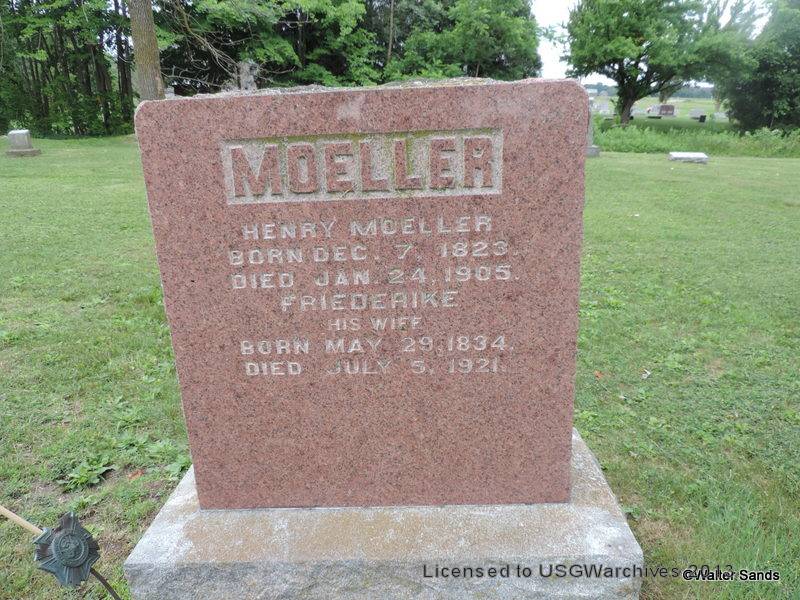 MOELLER
HENRY MOELLER
BORN DEC. 7, 1823.
DIED JAN. 24, 1905.
FRIEDERIKE
HIS WIFE
BORN MAY 29, 1834.
DIED JULY 5, 1921.
Licensed to USGWarchives 2013
©Walter Sands